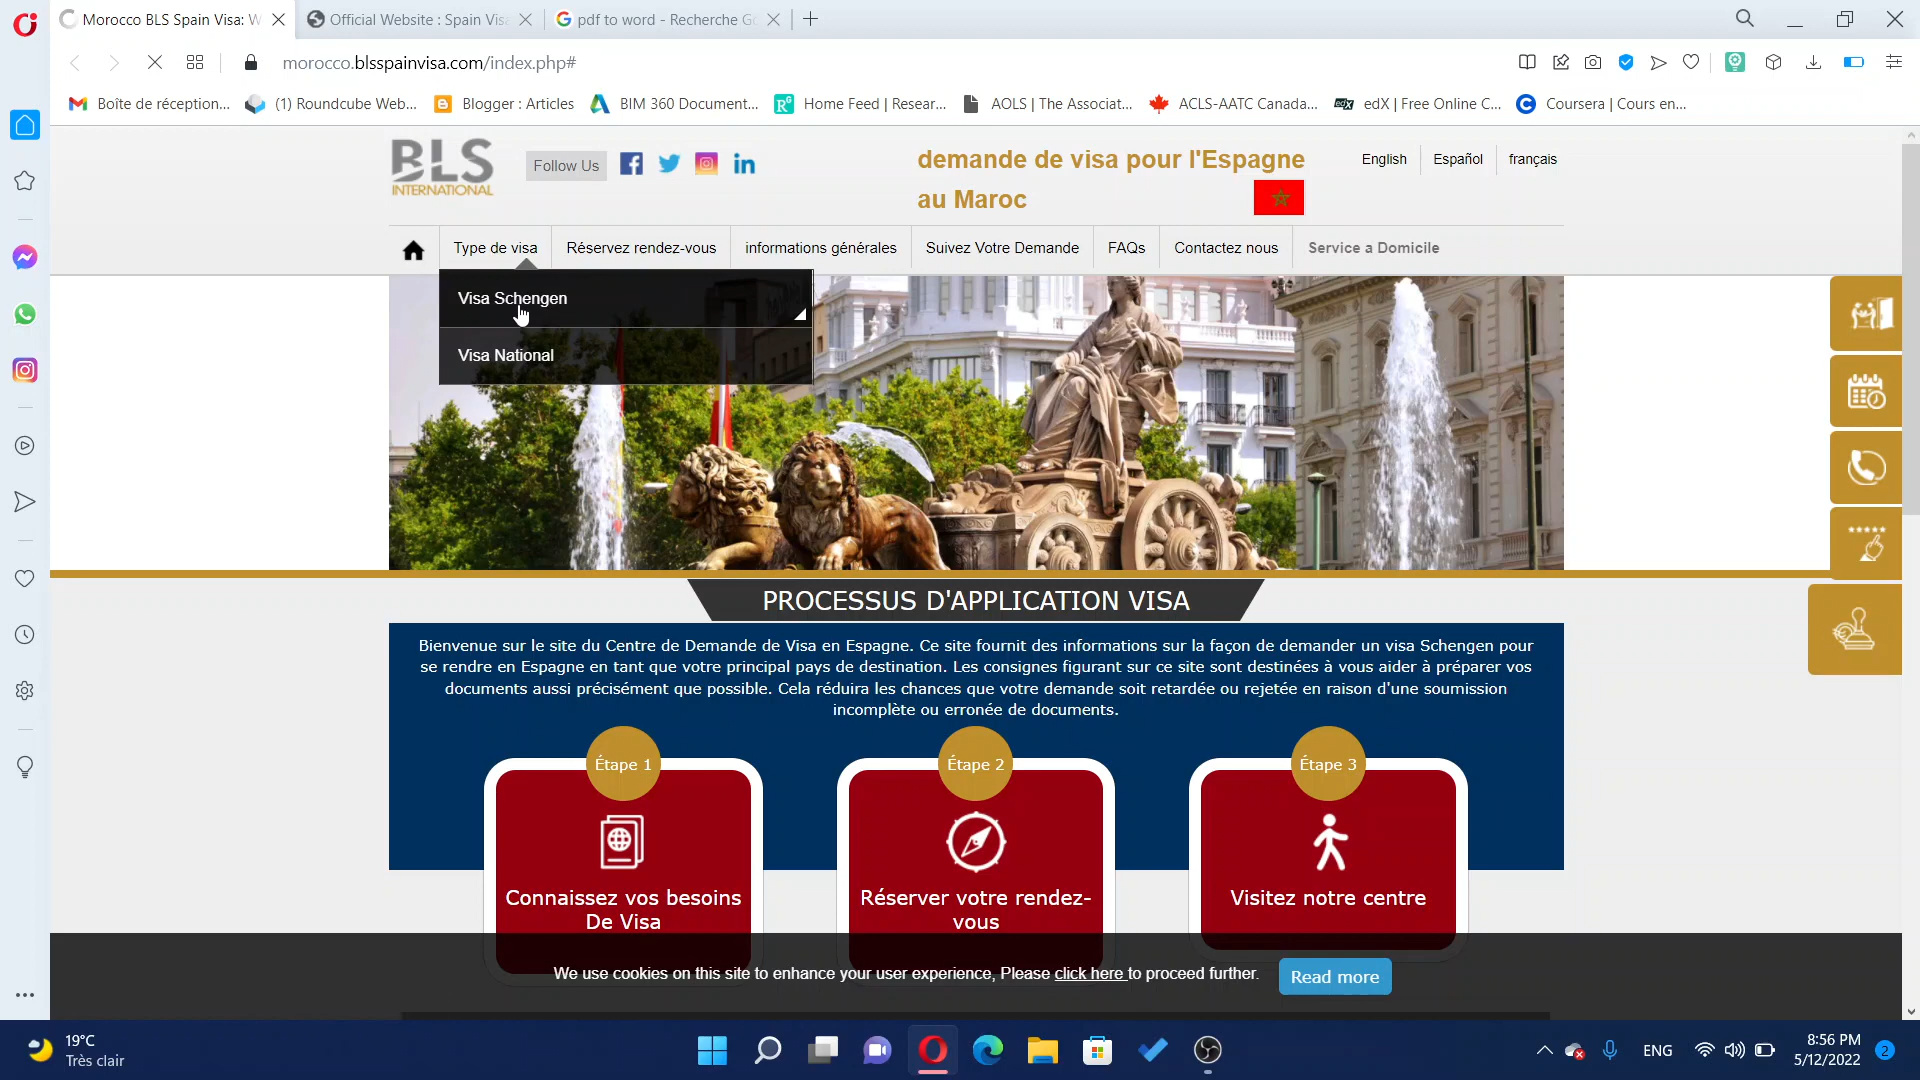 Morocco BLS Spain Visa: W
Official Website : Spain Visa
pdf to word - Recherche Go
morocco.blsspainvisa.com/index.php#
Boîte de réception...
(1) Roundcube Web...
Blogger : Articles
BIM 360 Document...
R^G Home Feed | Resear...
AOLS | The Associat...
ACLS-AATC Canada...
edX edX | Free Online C...
C Coursera | Cours en...
BLS
INTERNATIONAL
Follow Us
demande de visa pour l'Espagne
au Maroc
English
Español
français
Type de visa
Réservez rendez-vous
informations générales
Suivez Votre Demande
FAQs
Contactez nous
Service a Domicile
Visa Schengen
Visa National
PROCESSUS D'APPLICATION VISA
Bienvenue sur le site du Centre de Demande de Visa en Espagne. Ce site fournit des informations sur la façon de demander un visa Schengen pour
se rendre en Espagne en tant que votre principal pays de destination. Les consignes figurant sur ce site sont destinées à vous aider à préparer vos
documents aussi précisément que possible. Cela réduira les chances que votre demande soit retardée ou rejetée en raison d'une soumission
incomplète ou erronée de documents.
Étape 1
Étape 2
Étape 3
Connaissez vos besoins
De Visa
Réserver votre rendez-
vous
Visitez notre centre
We use cookies on this site to enhance your user experience, Please click here to proceed further.
Read more
19°C
Très clair
ENG
8:56 PM
5/12/2022
2